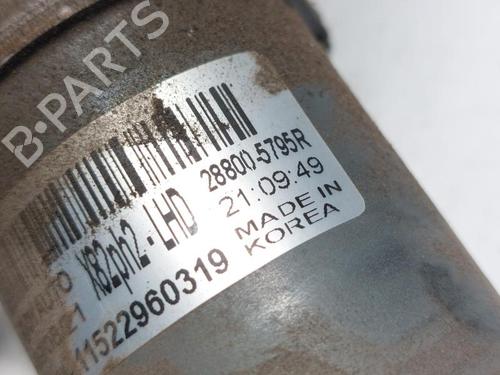 B-PARTS
28800-5795R
X82ph2 - LHD
21:09:49
MADE IN
KOREA
11522960319